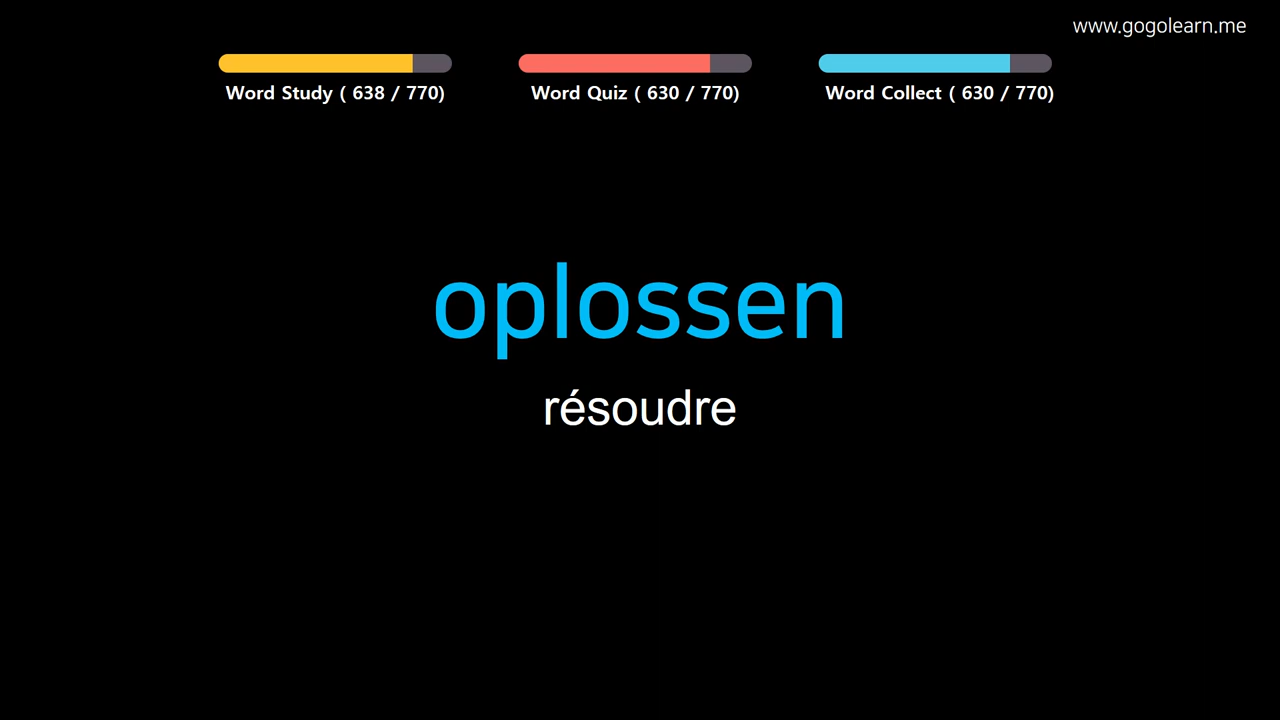 www.gogolearn.me
Word Study ( 638 / 770)
Word Quiz ( 630 / 770)
Word Collect ( 630 / 770)
oplossen
résoudre